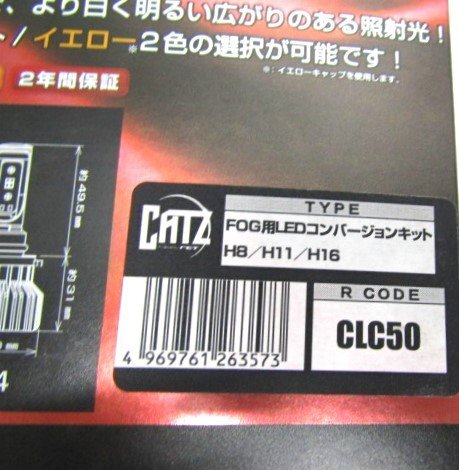 より白く明るい広がりのある照射光！
/イエロー※2色の選択が可能です！
※：イエローキャップを使用します。
2年間保証
約49.5mm
約31
CATZ
TYPE
FOG用LEDコンバージョンキット
H8/H11/H16
R CODE
CLC50
4 969761 263573
4